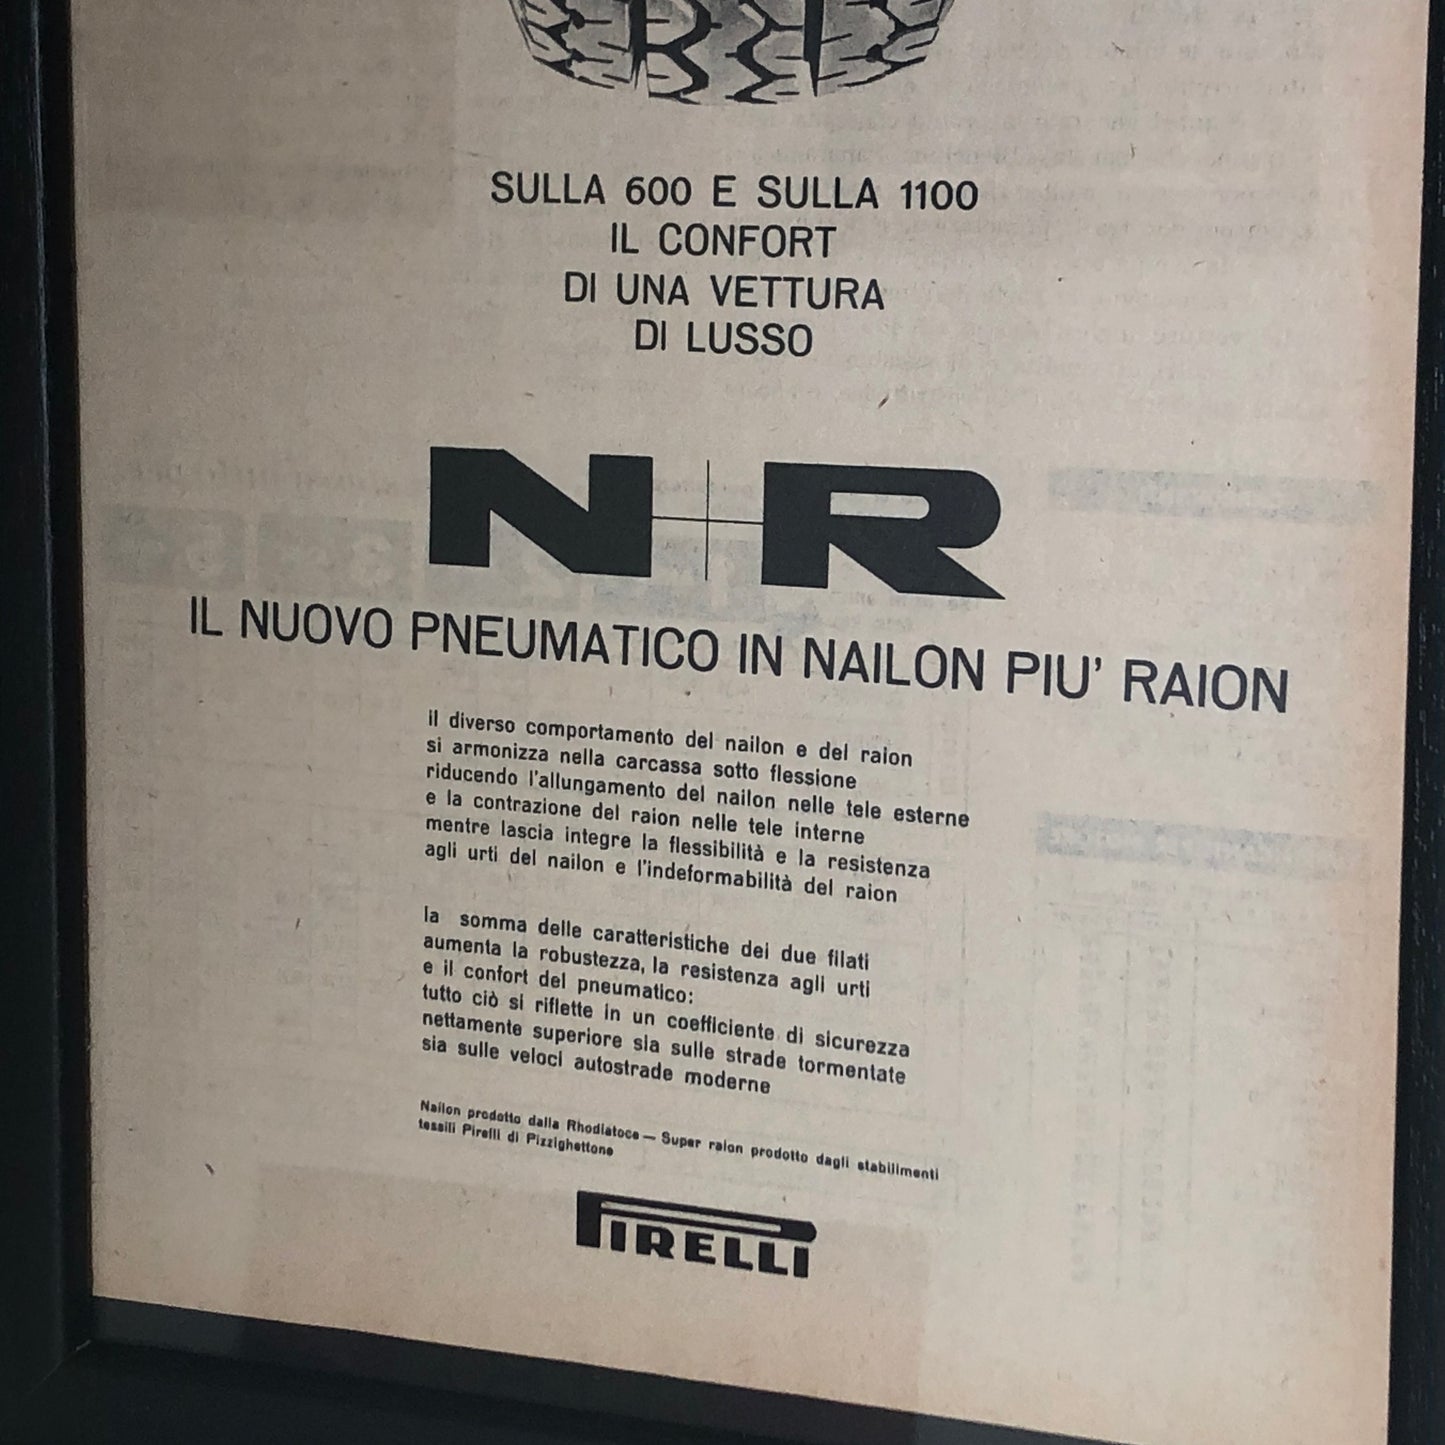 SULLA 600 E SULLA 1100
IL CONFORT
DI UNA VETTURA
DI LUSSO
N+R
IL NUOVO PNEUMATICO IN NAILON PIU' RAION
il diverso comportamento del nailon e del raion
si armonizza nella carcassa sotto flessione
riducendo l'allungamento del nailon nelle tele esterne
e la contrazione del raion nelle tele interne
mentre lascia integre la flessibilità e la resistenza
agli urti del nailon e l'indeformabilità del raion
la somma delle caratteristiche dei due filati
aumenta la robustezza, la resistenza agli urti
e il confort del pneumatico:
tutto ciò si riflette in un coefficiente di sicurezza
nettamente superiore sia sulle strade tormentate
sia sulle veloci autostrade moderne
Nailon prodotto dalla Rhodiatoce — Super raion prodotto dagli stabilimenti
tessili Pirelli di Pizzighettone
PIRELLI